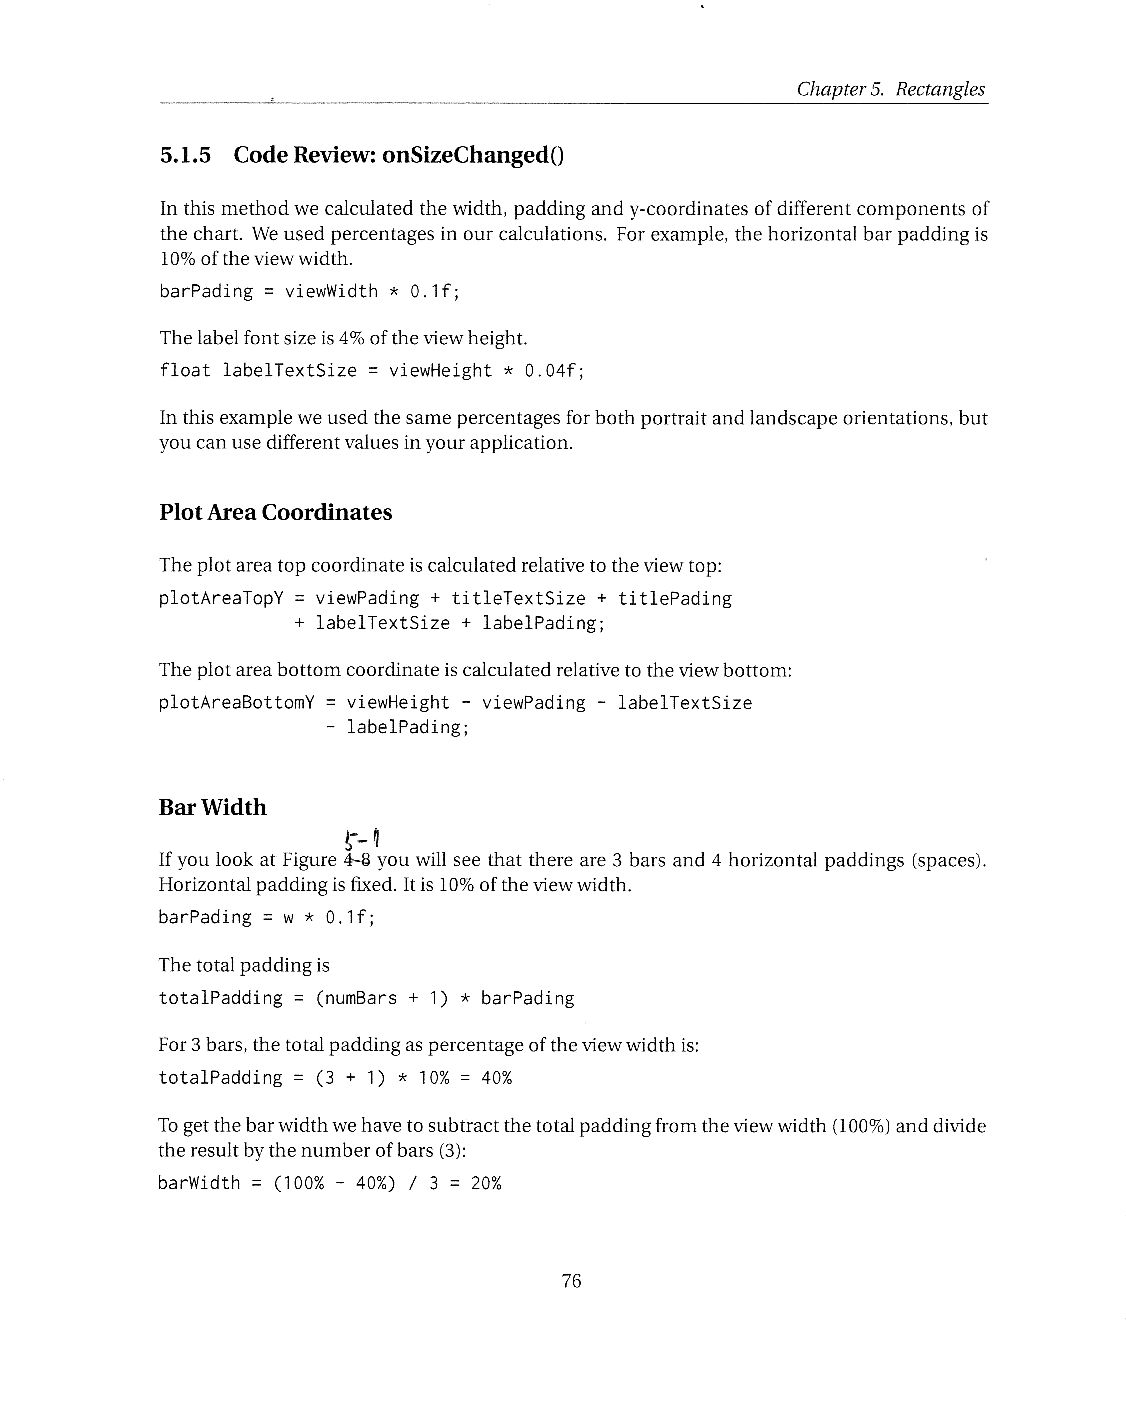 Chapter 5. Rectangles
5.1.5 Code Review: onSizeChanged()
In this method we calculated the width, padding and y-coordinates of different components of
the chart. We used percentages in our calculations. For example, the horizontal bar padding is
10% of the view width.
barPading = viewWidth * 0.1f;
The label font size is 4% of the view height.
float labelTextSize = viewHeight * 0.04f;
In this example we used the same percentages for both portrait and landscape orientations, but
you can use different values in your application.
Plot Area Coordinates
The plot area top coordinate is calculated relative to the view top:
plotAreaTopY = viewPading + titleTextSize + titlePading
+ labelTextSize + labelPading;
The plot area bottom coordinate is calculated relative to the view bottom:
plotAreaBottomY = viewHeight - viewPading - labelTextSize
- labelPading;
Bar Width
If you look at Figure 4-8 you will see that there are 3 bars and 4 horizontal paddings (spaces).
Horizontal padding is fixed. It is 10% of the view width.
barPading = w * 0.1f;
The total padding is
totalPadding = (numBars + 1) * barPading
For 3 bars, the total padding as percentage of the view width is:
totalPadding = (3 + 1) * 10% = 40%
To get the bar width we have to subtract the total padding from the view width (100%) and divide
the result by the number of bars (3):
barWidth = (100% - 40%) / 3 = 20%
76